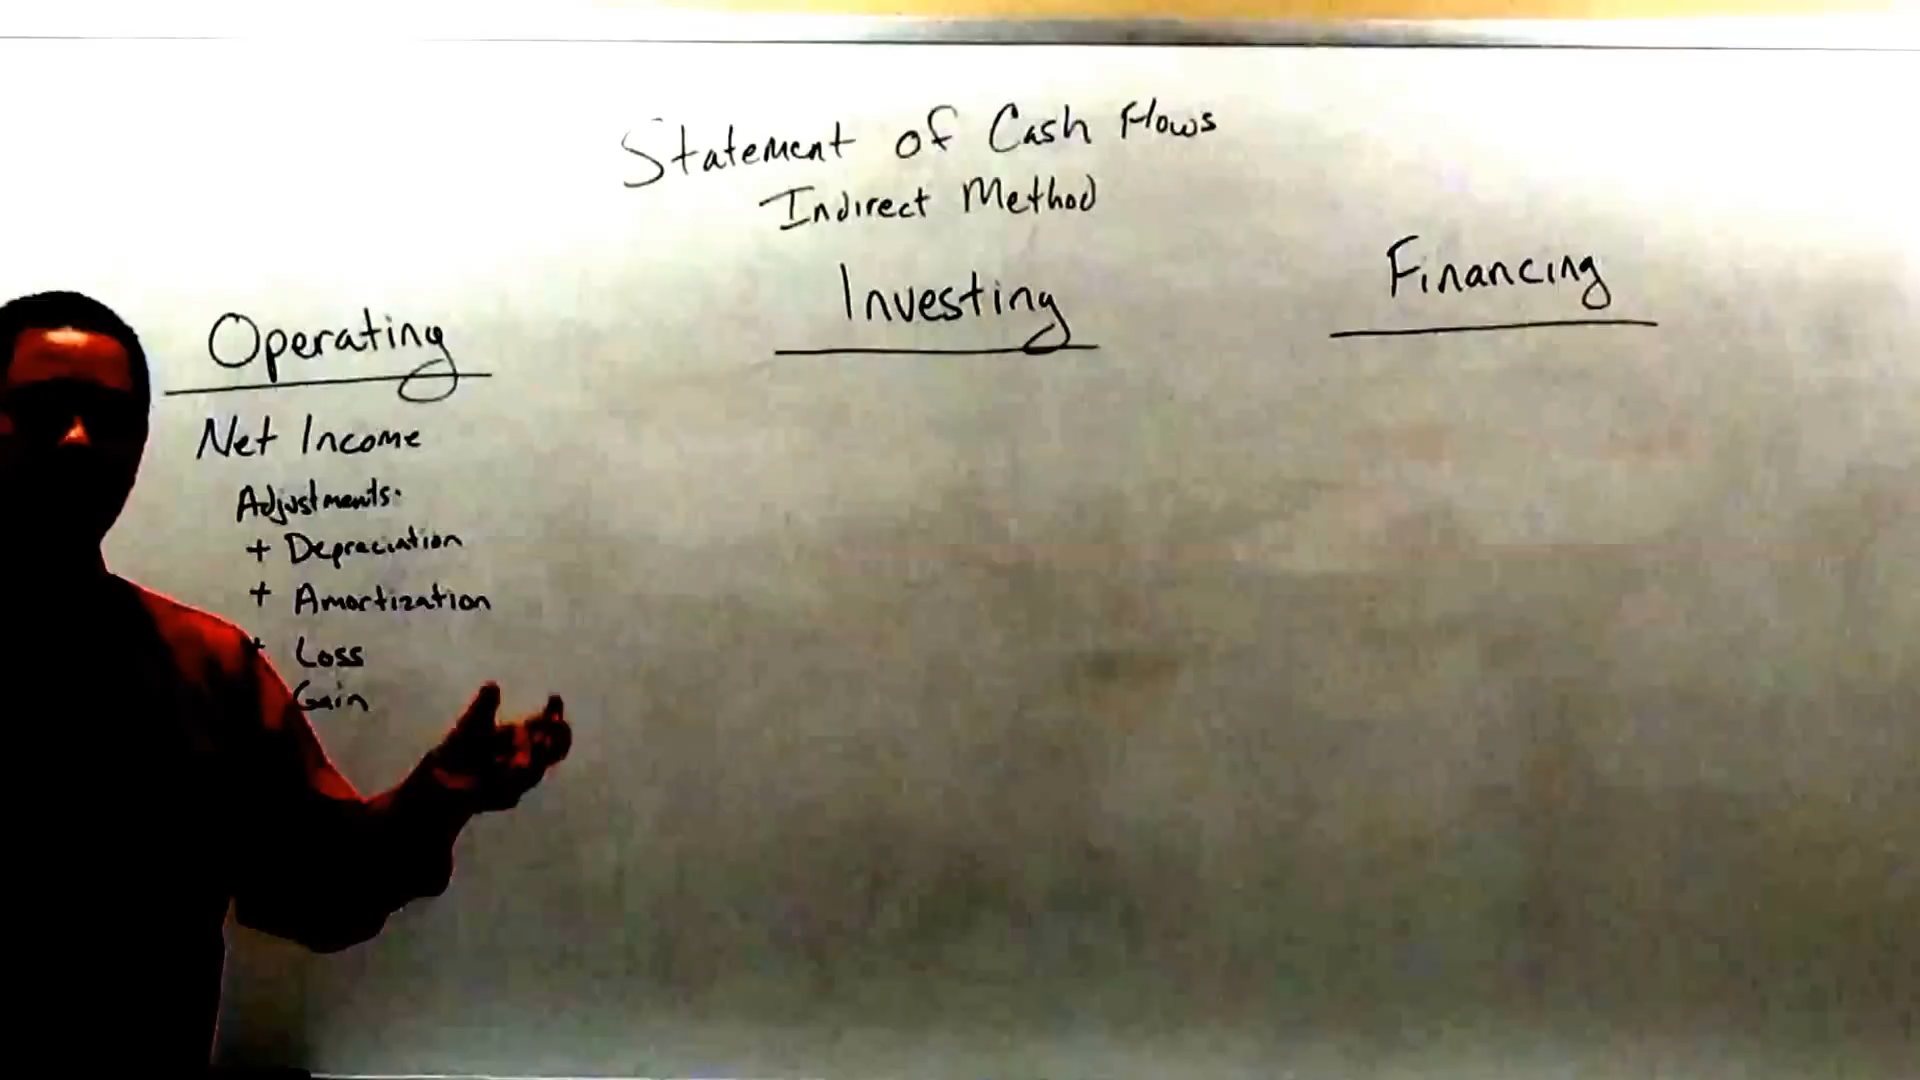 Statement of Cash Flows
Indirect Method
Operating
Investing
Financing
Net Income
Adjustments:
+ Depreciation
+ Amortization
+ Loss
Gain